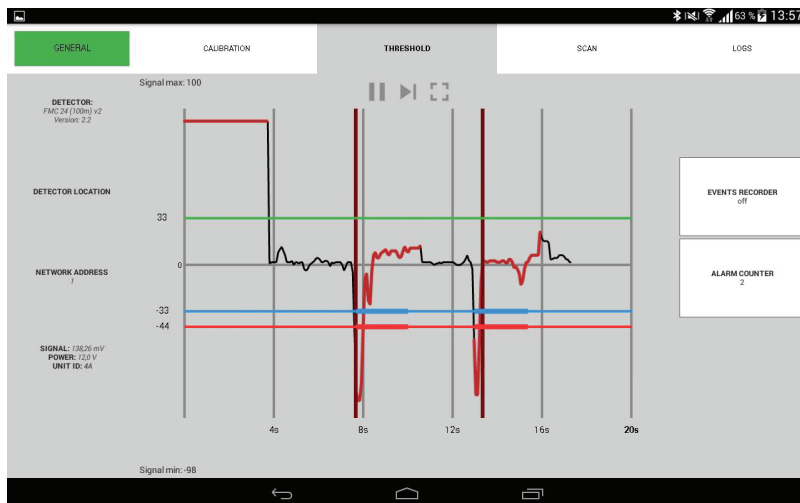 63 % 13:57
GENERAL
CALIBRATION
THRESHOLD
SCAN
LOGS
Signal max: 100
DETECTOR:
FMC 24 (100m) v2
Version: 2.2
DETECTOR LOCATION
NETWORK ADDRESS
1
SIGNAL: 138,26 mV
POWER: 12,0 V
UNIT ID: 4A
33
0
-33
-44
4s
8s
12s
16s
20s
Signal min: -98
EVENTS RECORDER
off
ALARM COUNTER
2